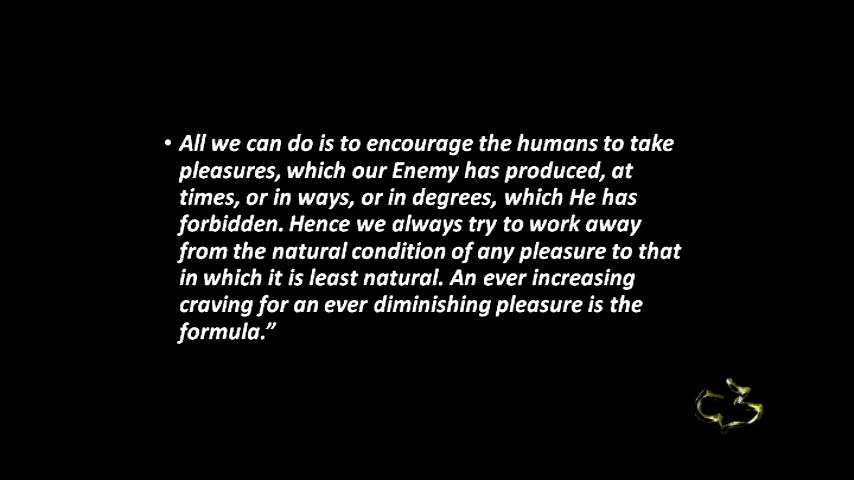 • All we can do is to encourage the humans to take
pleasures, which our Enemy has produced, at
times, or in ways, or in degrees, which He has
forbidden. Hence we always try to work away
from the natural condition of any pleasure to that
in which it is least natural. An ever increasing
craving for an ever diminishing pleasure is the
formula.”
C3